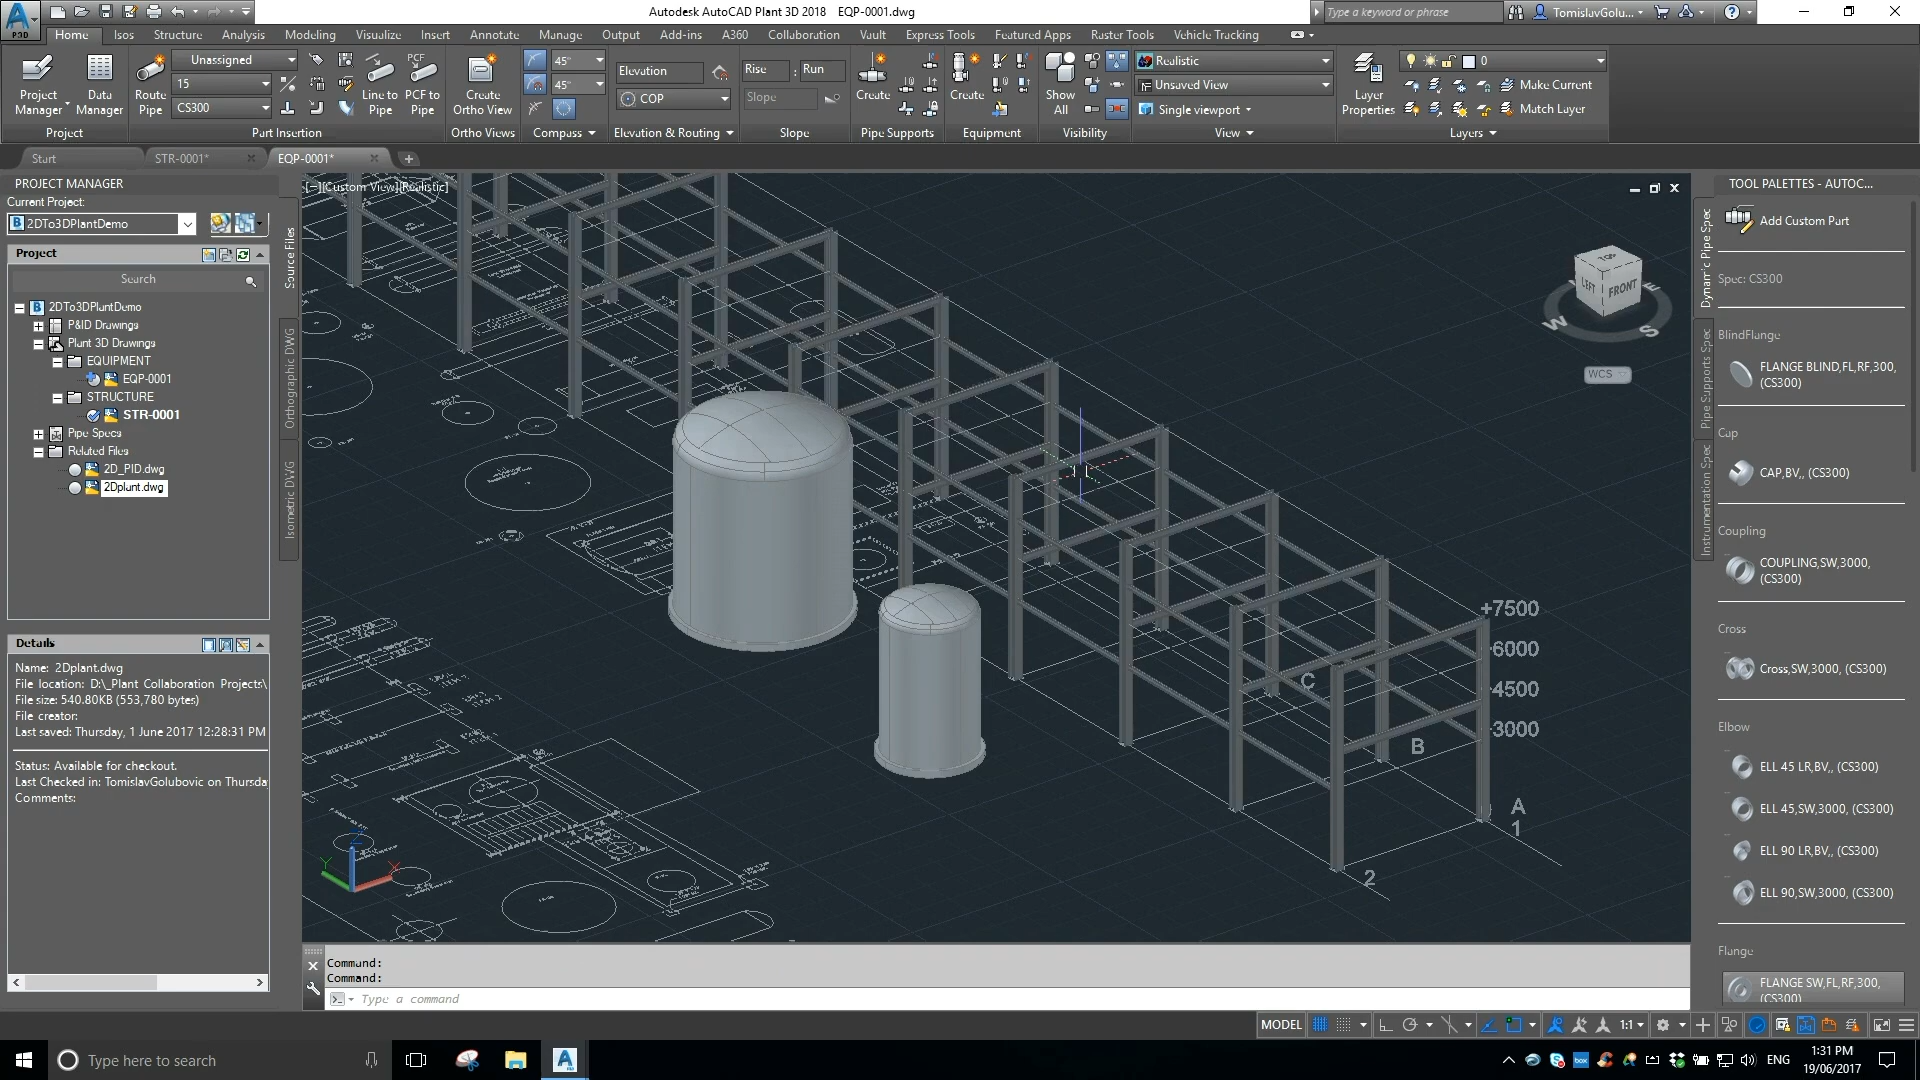 Autodesk AutoCAD Plant 3D 2018 EQP-0001.dwg
Type a keyword or phrase
TomislavGolu...
P3D
Home Isos Structure Analysis Modeling Visualize Insert Annotate Manage Output Add-ins A360 Collaboration Vault Express Tools Featured Apps Raster Tools Vehicle Tracking
Project Manager
Data Manager
Project
Route Pipe
Unassigned
15
CS300
Line to Pipe
PCF
PCF to Pipe
Part Insertion
Create Ortho View
Ortho Views
45°
45°
Compass
Elevation
COP
Elevation & Routing
Rise : Run
Slope
Slope
Create
Pipe Supports
Create
Equipment
Show All
Visibility
Realistic
Unsaved View
Single viewport
View
Layer Properties
0
Make Current
Match Layer
Layers
Start
STR-0001*
EQP-0001*
PROJECT MANAGER
Current Project:
2DTo3DPlantDemo
Project
Search
2DTo3DPlantDemo
P&ID Drawings
Plant 3D Drawings
EQUIPMENT
EQP-0001
STRUCTURE
STR-0001
Pipe Specs
Related Files
2D_PID.dwg
2Dplant.dwg
Source Files
Orthographic DWG
Isometric DWG
Details
Name: 2Dplant.dwg
File location: D:\_Plant Collaboration Projects\
File size: 540.80KB (553,780 bytes)
File creator:
Last saved: Thursday, 1 June 2017 12:28:31 PM
Status: Available for checkout.
Last Checked in: TomislavGolubovic on Thursda
Comments:
[−][Custom View][Realistic]
TOP
LEFT
FRONT
W
S
E
WCS
+7500
6000
4500
3000
C
B
A
1
2
Z
Y
X
Command:
Command:
Type a command
TOOL PALETTES - AUTOC...
Dynamic Pipe Spec
Pipe Supports Spec
Instrumentation Spec
Add Custom Part
Spec: CS300
BlindFlange
FLANGE BLIND,FL,RF,300, (CS300)
Cap
CAP,BV,, (CS300)
Coupling
COUPLING,SW,3000, (CS300)
Cross
Cross,SW,3000, (CS300)
Elbow
ELL 45 LR,BV,, (CS300)
ELL 45,SW,3000, (CS300)
ELL 90 LR,BV,, (CS300)
ELL 90,SW,3000, (CS300)
Flange
FLANGE SW,FL,RF,300, (CS300)
MODEL
1:1
Type here to search
box
ENG
1:31 PM
19/06/2017